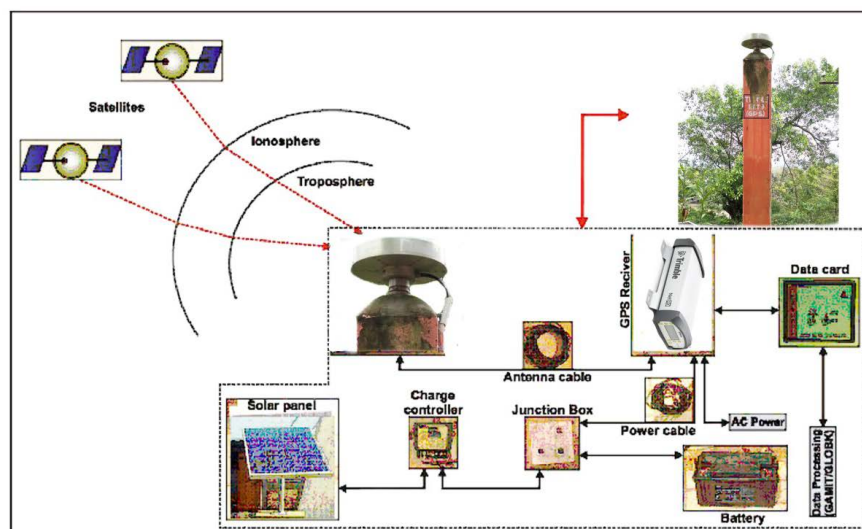 Satellites
Ionosphere
Troposphere
GPS Reciver
Trimble
Data card
Antenna cable
Solar panel
Charge
controller
Junction Box
Power cable
AC Power
Battery
Data Processing
(GAMIT/GLOBK)